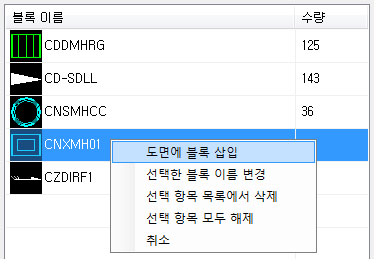 블록 이름 수량
CDDMHRG 125
CD-SDLL 143
CNSMHCC 36
CNXMH01
CZDIRF1
도면에 블록 삽입
선택한 블록 이름 변경
선택 항목 목록에서 삭제
선택 항목 모두 해제
취소